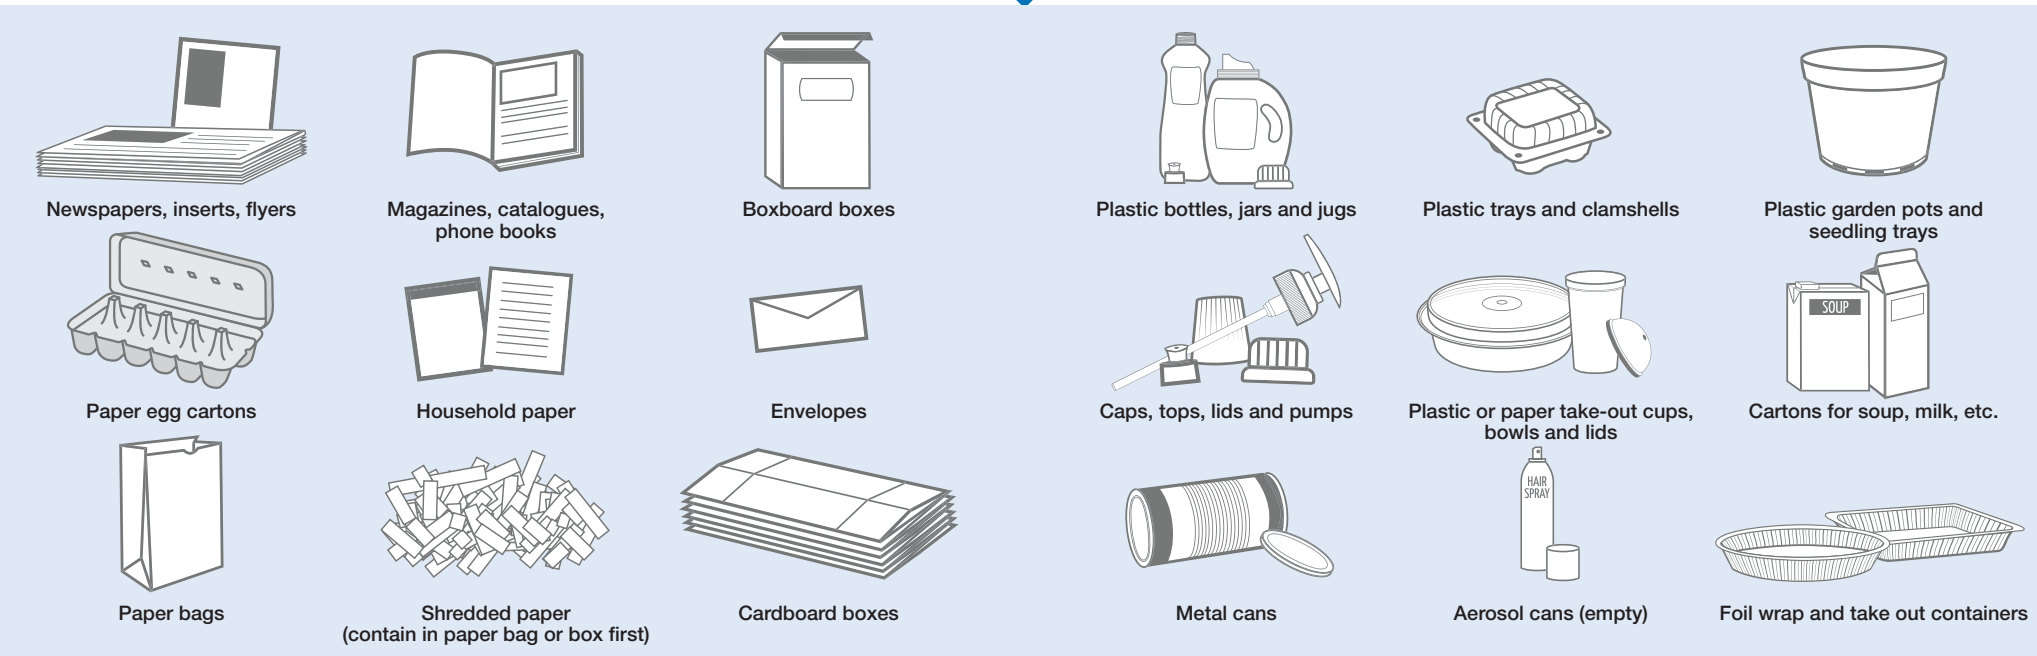 Newspapers, inserts, flyers
Magazines, catalogues,
phone books
Boxboard boxes
Plastic bottles, jars and jugs
Plastic trays and clamshells
Plastic garden pots and
seedling trays
SOUP
Paper egg cartons
Household paper
Envelopes
Caps, tops, lids and pumps
Plastic or paper take-out cups,
bowls and lids
Cartons for soup, milk, etc.
HAIR
SPRAY
Paper bags
Shredded paper
(contain in paper bag or box first)
Cardboard boxes
Metal cans
Aerosol cans (empty)
Foil wrap and take out containers